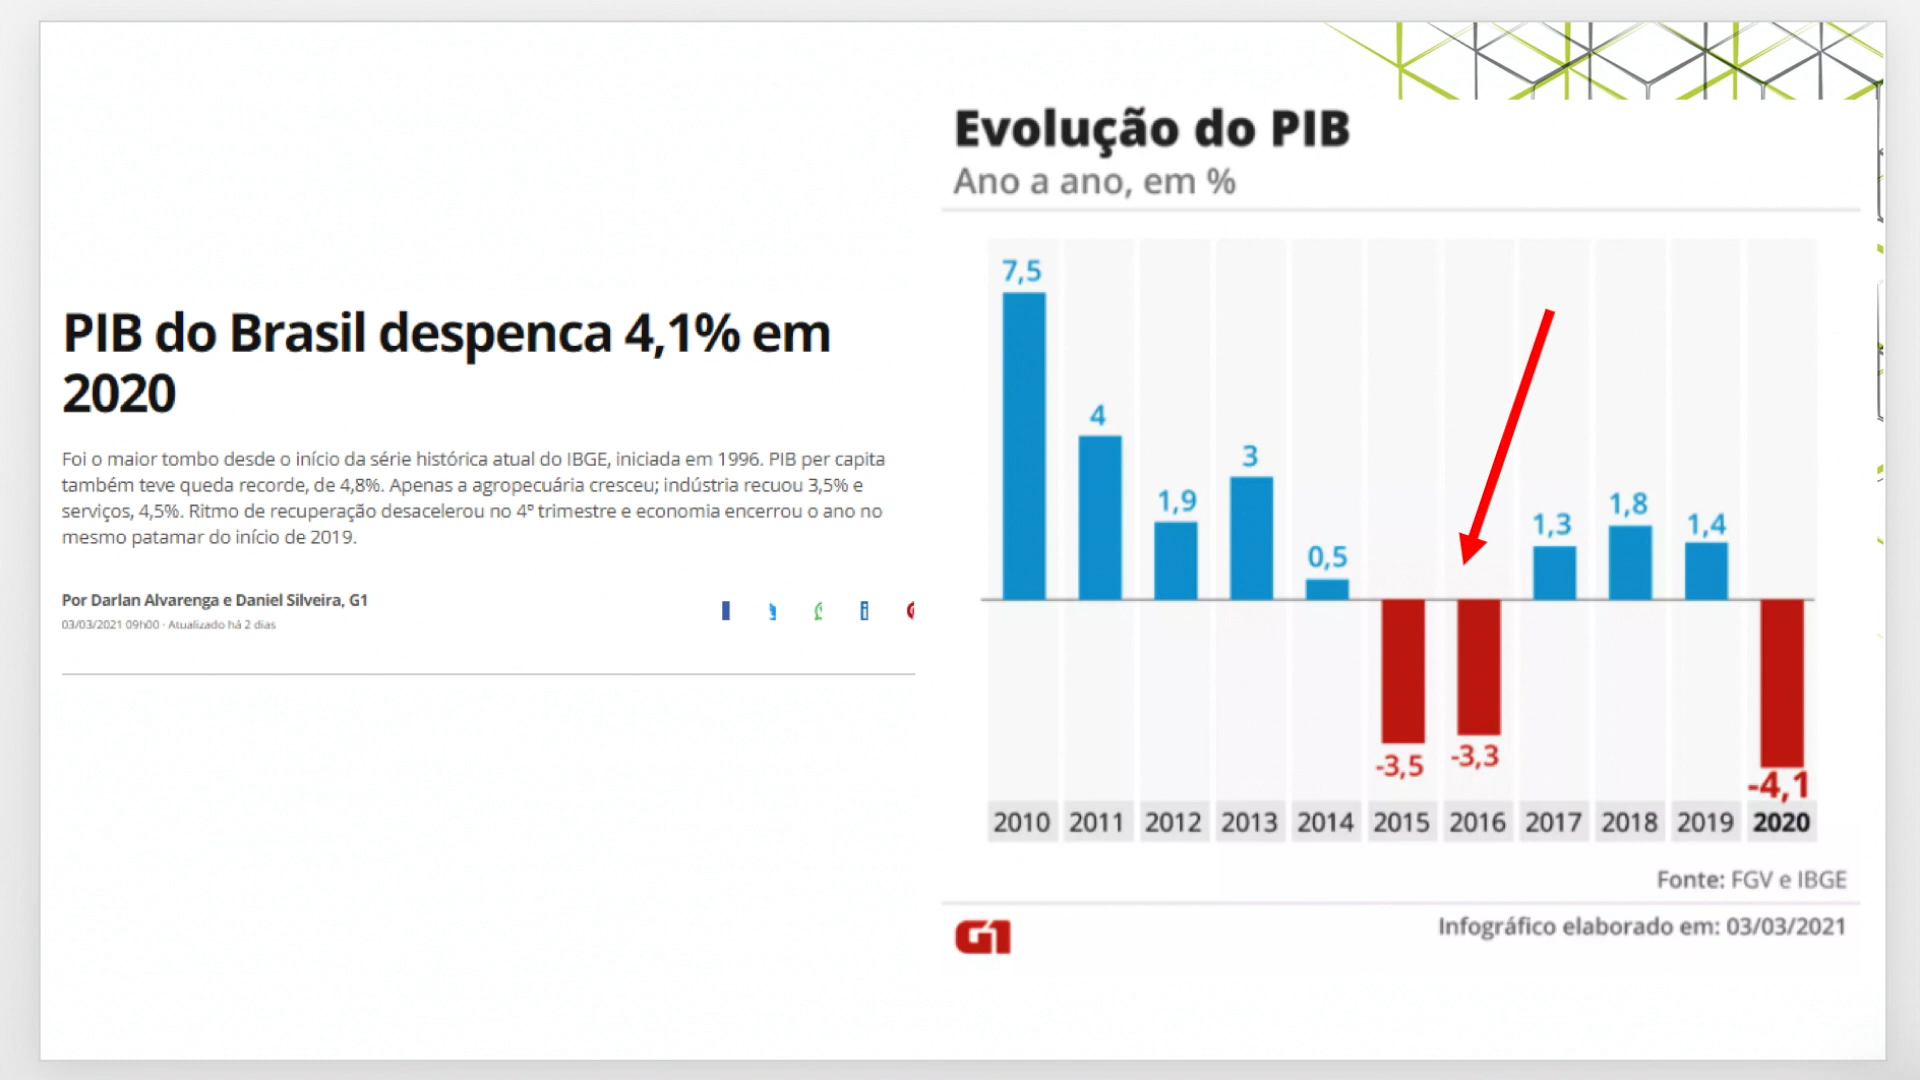 PIB do Brasil despenca 4,1% em
2020
Foi o maior tombo desde o início da série histórica atual do IBGE, iniciada em 1996. PIB per capita
também teve queda recorde, de 4,8%. Apenas a agropecuária cresceu; indústria recuou 3,5% e
serviços, 4,5%. Ritmo de recuperação desacelerou no 4º trimestre e economia encerrou o ano no
mesmo patamar do início de 2019.
Por Darlan Alvarenga e Daniel Silveira, G1
03/03/2021 09h00 · Atualizado há 2 dias
Evolução do PIB
Ano a ano, em %
7,5
4
1,9
3
0,5
-3,5
-3,3
1,3
1,8
1,4
-4,1
2010 2011 2012 2013 2014 2015 2016 2017 2018 2019 2020
Fonte: FGV e IBGE
G1
Infográfico elaborado em: 03/03/2021